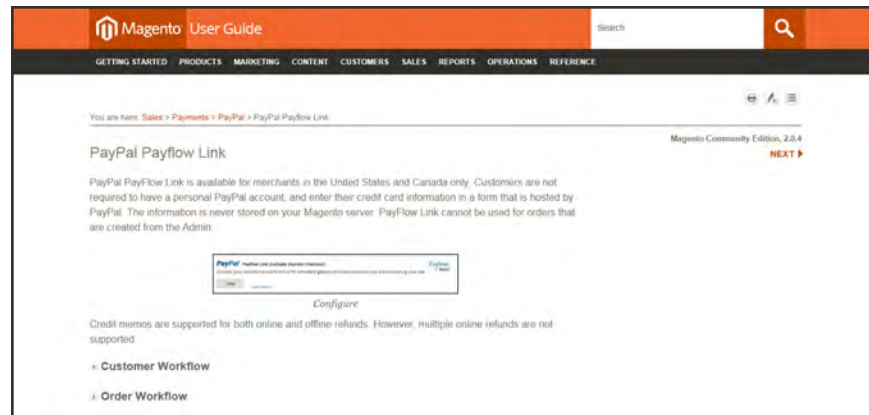 Magento User Guide
Search
GETTING STARTED PRODUCTS MARKETING CONTENT CUSTOMERS SALES REPORTS OPERATIONS REFERENCE
You are here: Sales > Payments > PayPal > PayPal Payflow Link
Magento Community Edition, 2.0.4
NEXT
PayPal Payflow Link
PayPal PayFlow Link is available for merchants in the United States and Canada only. Customers are not
required to have a personal PayPal account, and enter their credit card information in a form that is hosted by
PayPal. The information is never stored on your Magento server. PayFlow Link cannot be used for orders that
are created from the Admin.
PayPal Payflow Link (Includes Express Checkout)
Configure
Credit memos are supported for both online and offline refunds. However, multiple online refunds are not
supported.
Customer Workflow
Order Workflow